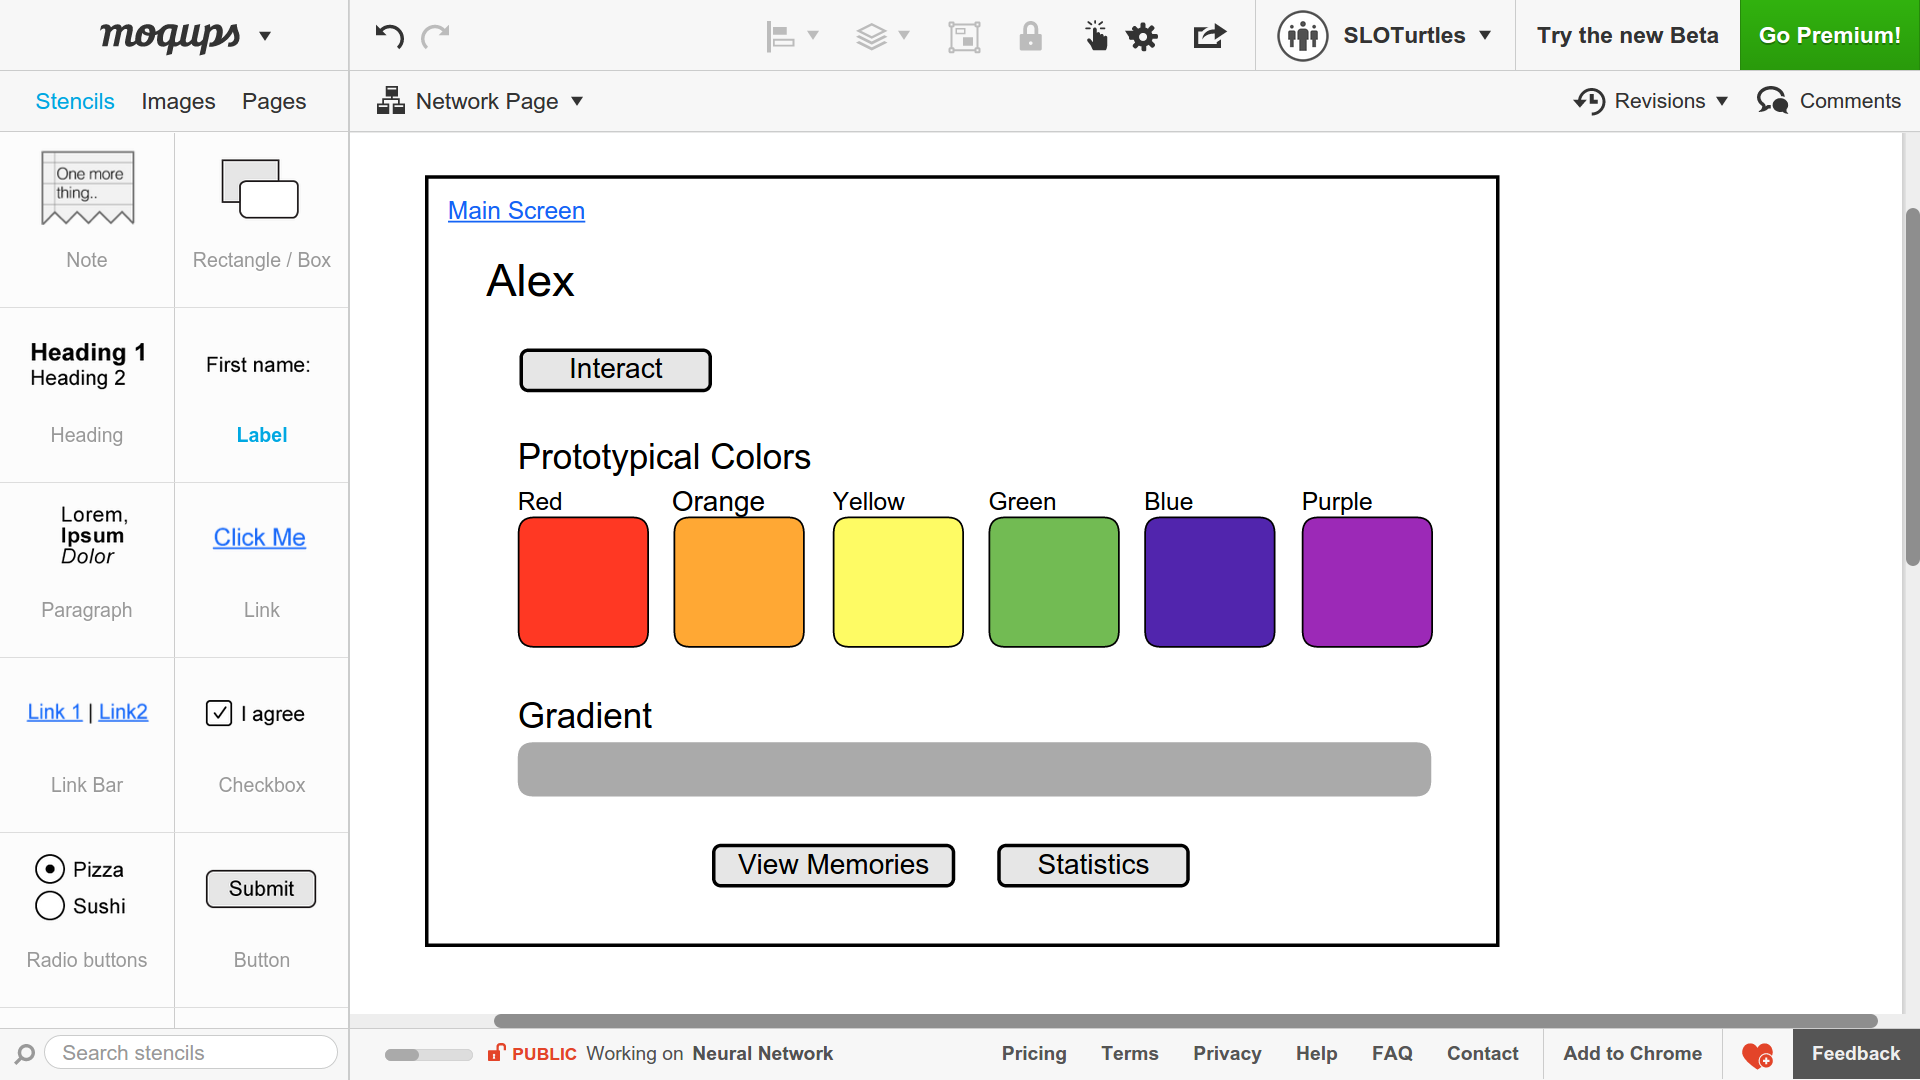 moqups
SLOTurtles
Try the new Beta
Go Premium!
Stencils Images Pages
Network Page
Revisions
Comments
One more
thing..
Note
Rectangle / Box
Heading 1
Heading 2
Heading
First name:
Label
Lorem,
Ipsum
Dolor
Paragraph
Click Me
Link
Link 1 | Link2
Link Bar
I agree
Checkbox
Pizza
Sushi
Radio buttons
Submit
Button
Search stencils
Main Screen
Alex
Interact
Prototypical Colors
Red Orange Yellow Green Blue Purple
Gradient
View Memories Statistics
PUBLIC Working on Neural Network
Pricing Terms Privacy Help FAQ Contact
Add to Chrome
Feedback